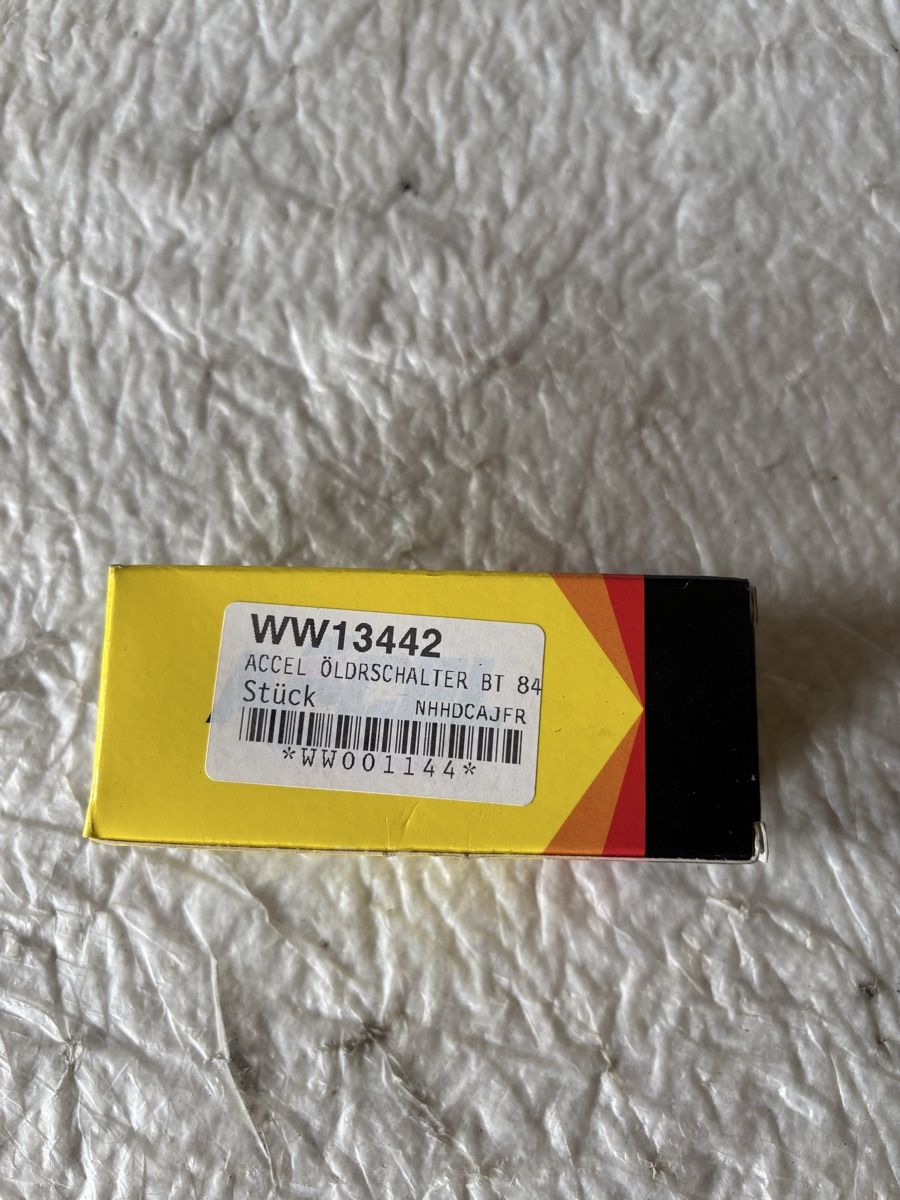 WW13442
ACCEL ÖLDRSCHALTER BT 84
Stück NHHDCAJFR
*WW001144*